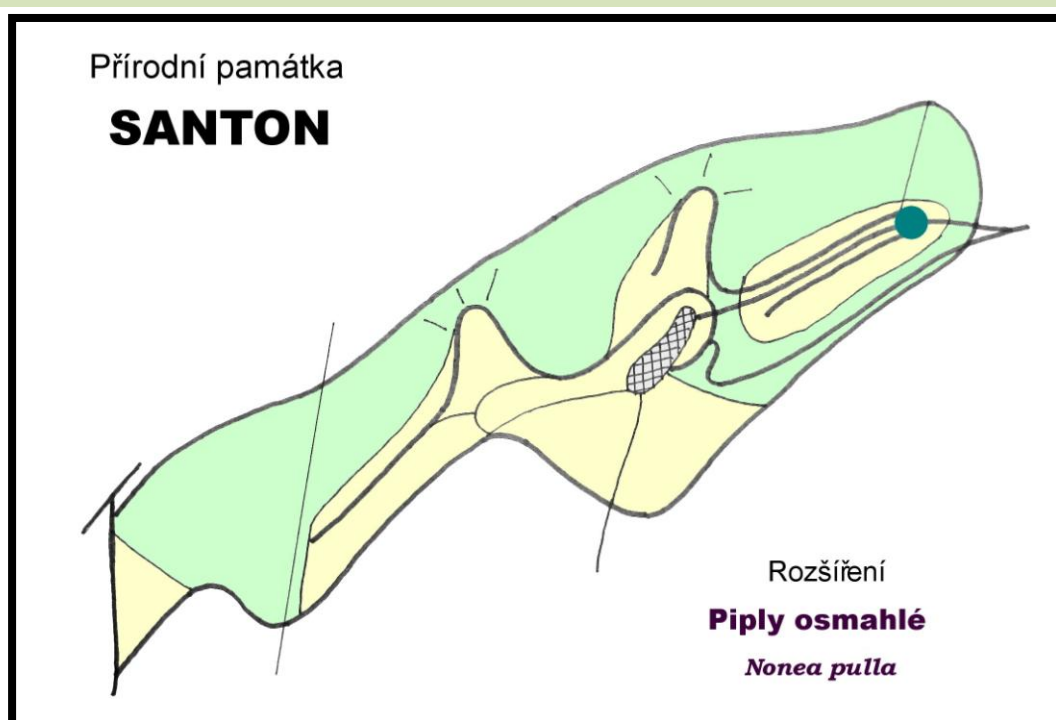 Přírodní památka
SANTON
Rozšíření
Piply osmahlé
Nonea pulla